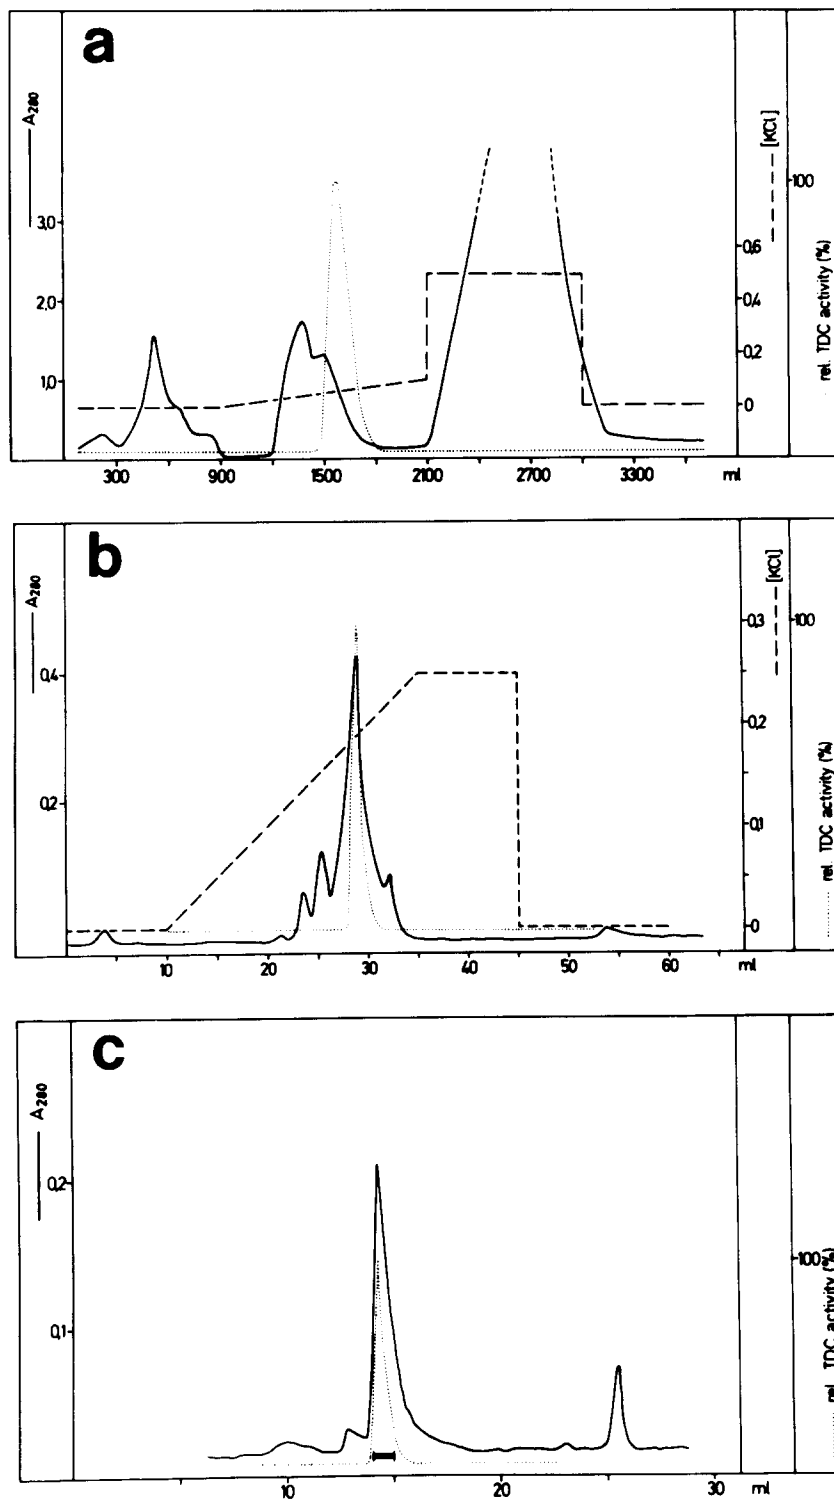 a
A280
3,0
2,0
1,0
[KCl]
0,6
0,4
0,2
0
100
rel. TDC activity (%)
300 900 1500 2100 2700 3300 ml
b
A280
0,4
0,2
[KCl]
0,3
0,2
0,1
0
100
rel. TDC activity (%)
10 20 30 40 50 60 ml
c
A280
0,2
0,1
100
rel. TDC activity (%)
10 20 30 ml